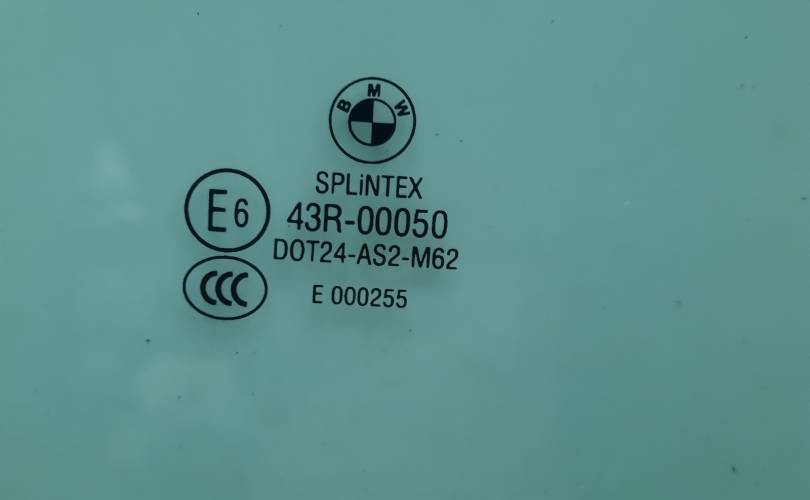 BMW
SPLiNTEX
E6
43R-00050
DOT24-AS2-M62
CCC
E 000255